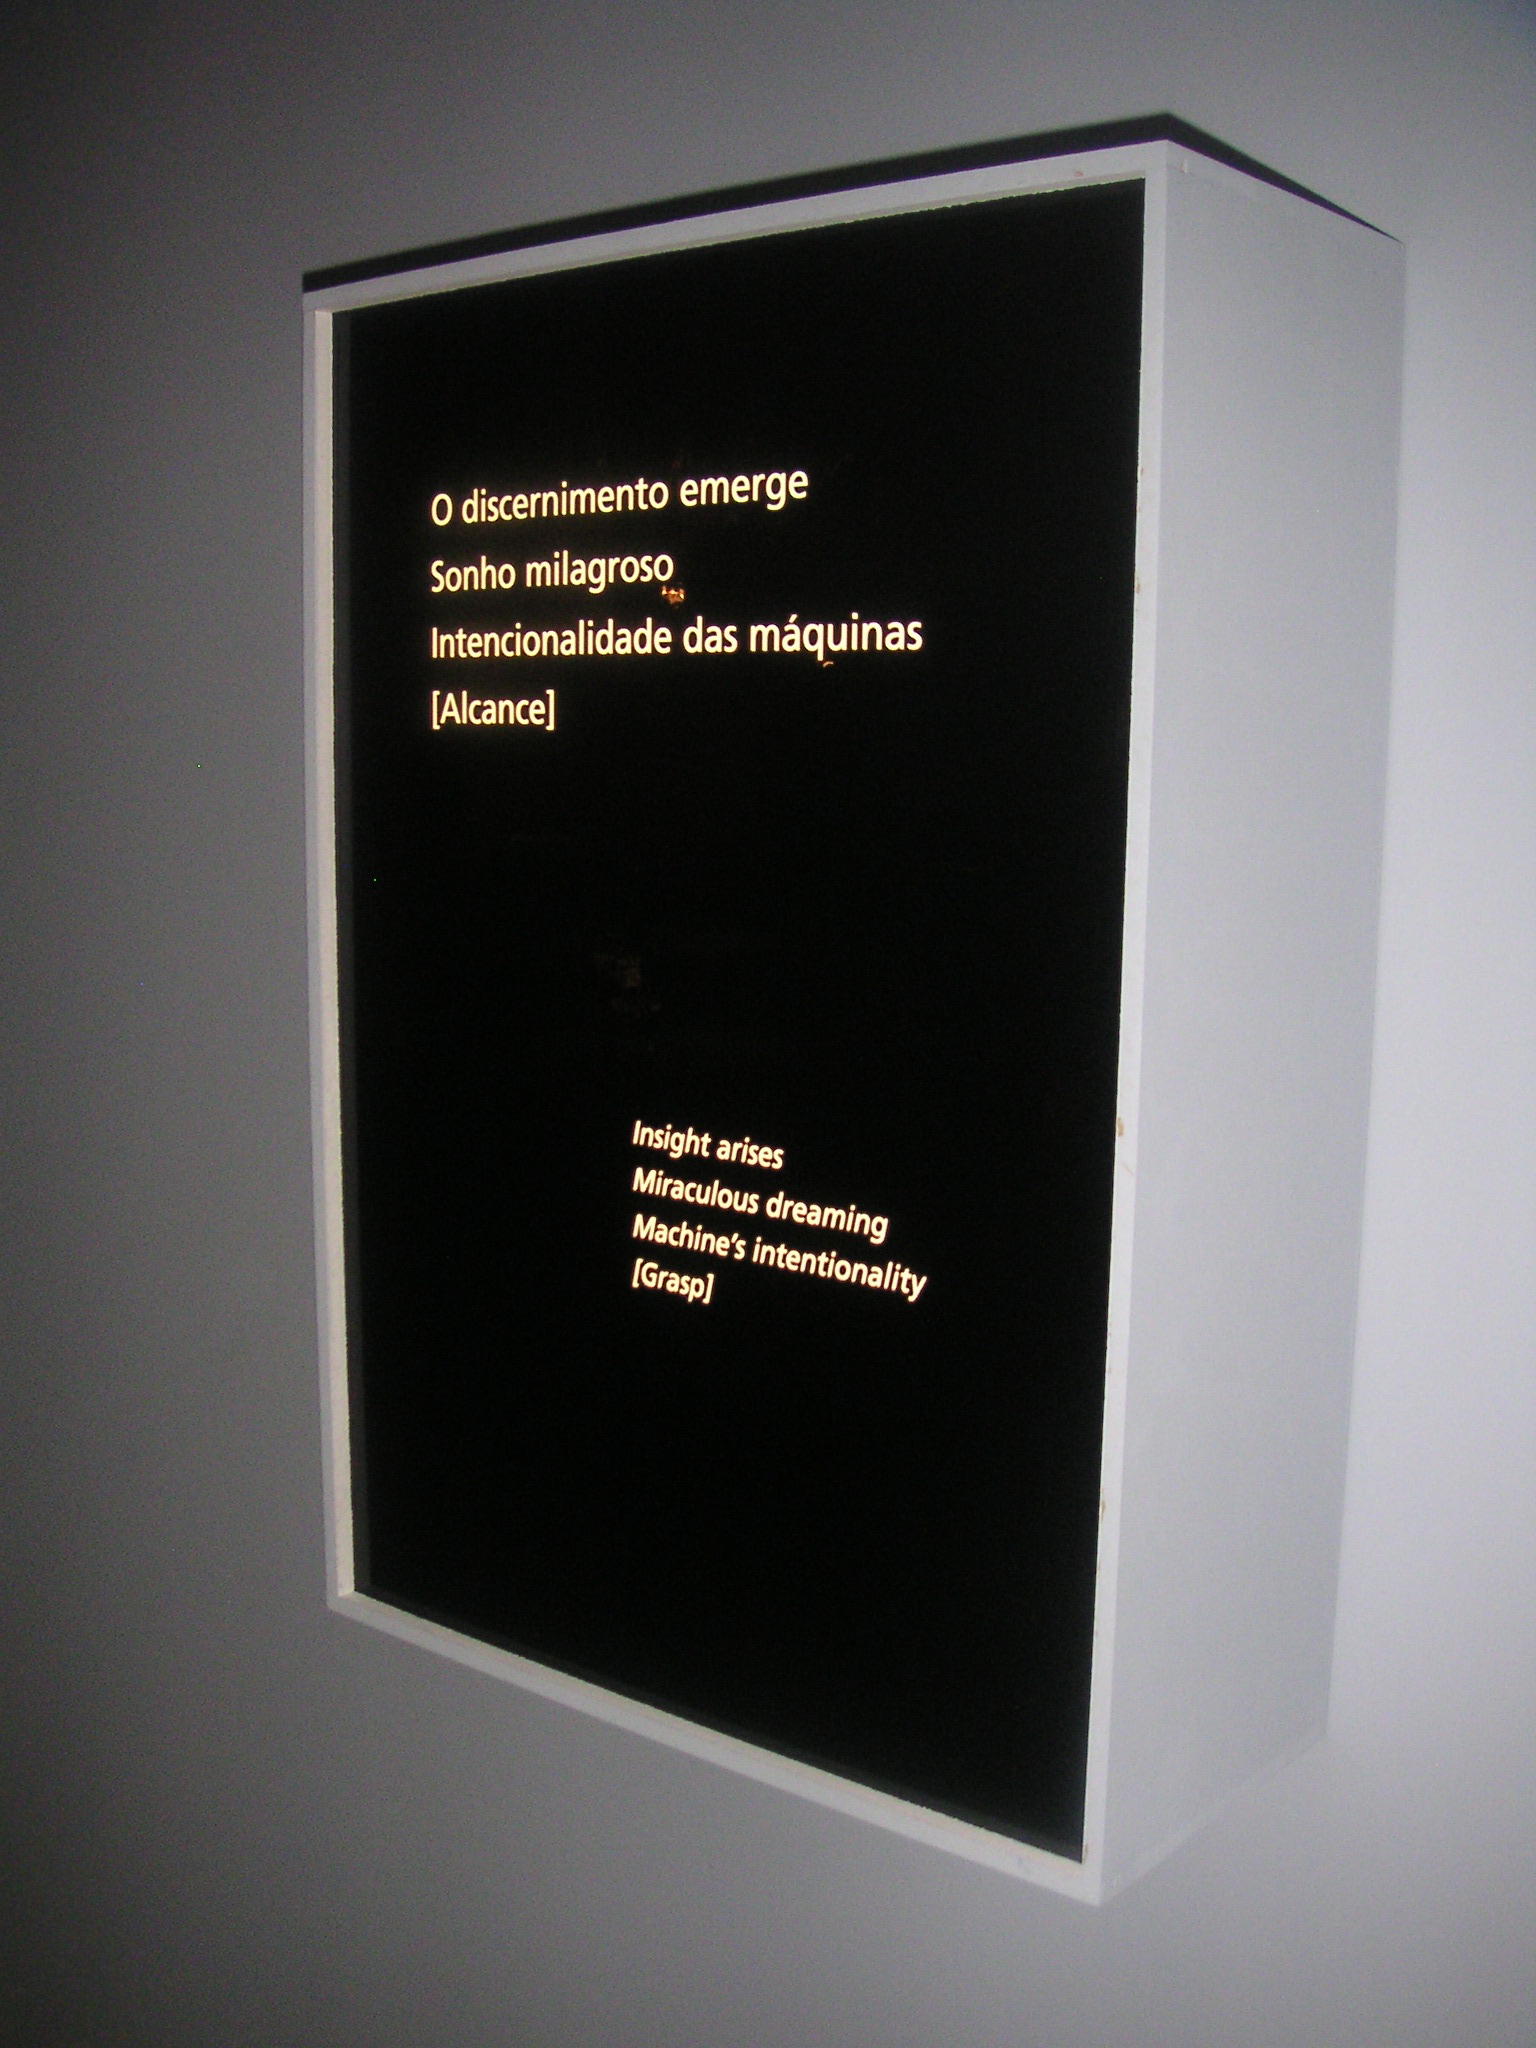 O discernimento emerge
Sonho milagroso
Intencionalidade das máquinas
[Alcance]
Insight arises
Miraculous dreaming
Machine's intentionality
[Grasp]